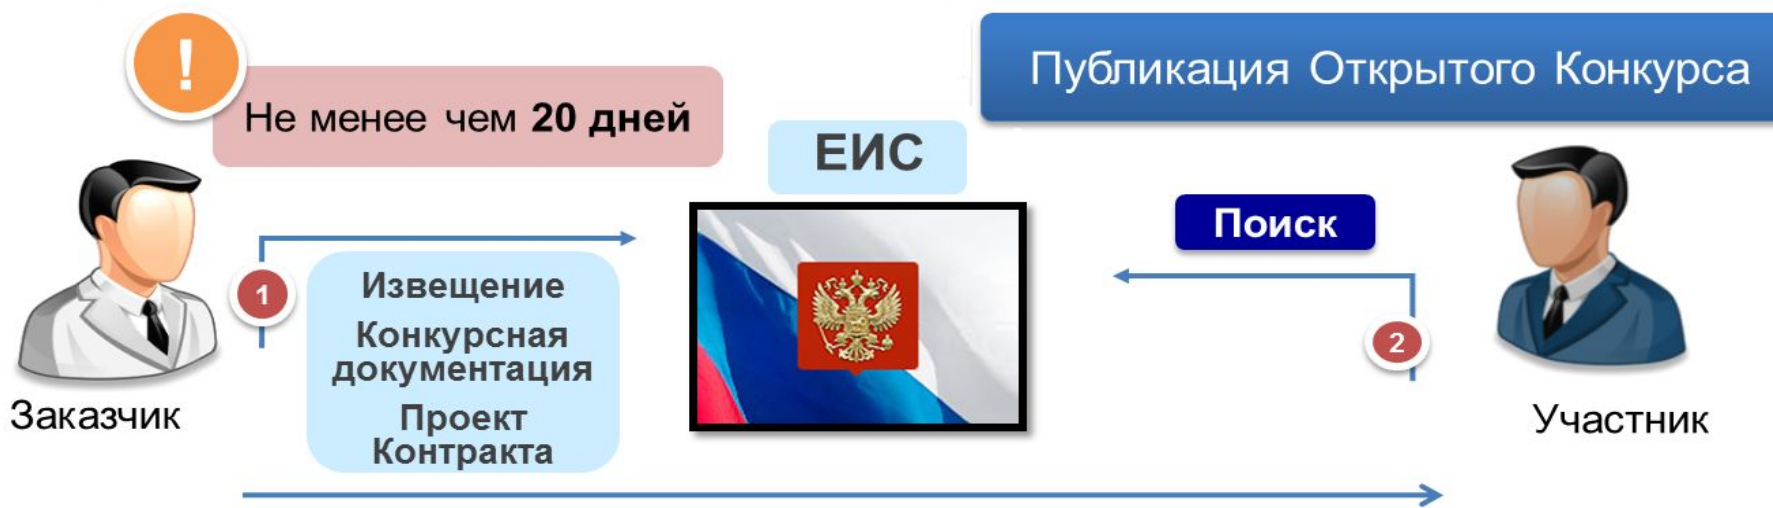 !
Не менее чем 20 дней
Публикация Открытого Конкурса
ЕИС
Поиск
1
Извещение
Конкурсная
документация
Проект
Контракта
2
Заказчик
Участник